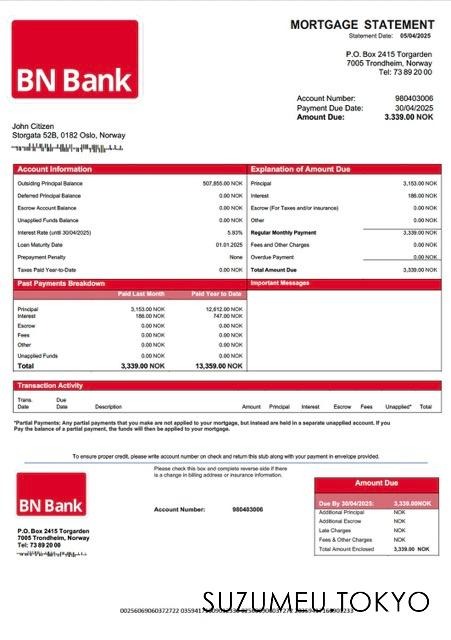 BN Bank
MORTGAGE STATEMENT
Statement Date: 05/04/2025
P.O. Box 2415 Torgarden
7005 Trondheim, Norway
Tel: 73 89 20 00
Account Number: 980403006
Payment Due Date: 30/04/2025
Amount Due: 3.339.00 NOK
John Citizen
Storgata 52B, 0182 Oslo, Norway
Account Information
Outsiding Principal Balance 507,855.00 NOK
Deferred Principal Balance 0.00 NOK
Escrow Account Balance 0.00 NOK
Unapplied Funds Balance 0.00 NOK
Interest Rate (until 30/04/2025) 5.93%
Loan Maturity Date 01.01.2025
Prepayment Penalty None
Taxes Paid Year-to-Date 0.00 NOK
Explanation of Amount Due
Principal 3,153.00 NOK
Interest 186.00 NOK
Escrow (For Taxes and/or insurance) 0.00 NOK
Other 0.00 NOK
Regular Monthly Payment 3,339.00 NOK
Fees and Other Charges 0.00 NOK
Overdue Payment 0.00 NOK
Total Amount Due 3,339.00 NOK
Past Payments Breakdown
Paid Last Month Paid Year to Date
Principal 3,153.00 NOK 12,612.00 NOK
Interest 186.00 NOK 747.00 NOK
Escrow 0.00 NOK 0.00 NOK
Fees 0.00 NOK 0.00 NOK
Other 0.00 NOK 0.00 NOK
Unapplied Funds 0.00 NOK 0.00 NOK
Total 3,339.00 NOK 13,359.00 NOK
Important Messages
Transaction Activity
Trans. Date Due Date Description Amount Principal Interest Escrow Fees Unapplied* Total
*Partial Payments: Any partial payments that you make are not applied to your mortgage, but instead are held in a separate unapplied account. If you
Pay the balance of a partial payment, the funds will then be applied to your mortgage.
To ensure proper credit, please write account number on check and return this stub along with your payment in envelope provided.
BN Bank
P.O. Box 2415 Torgarden
7005 Trondheim, Norway
Tel: 73 89 20 00
Please check this box and complete reverse side if there
is a change in billing address or insurance information.
Account Number: 980403006
Amount Due
Due By 30/04/2025: 3,339.00NOK
Additional Principal NOK
Additional Escrow NOK
Late Charges NOK
Fees & Other Charges NOK
Total Amount Enclosed 3,339.00 NOK
SUZUMEU.TOKYO